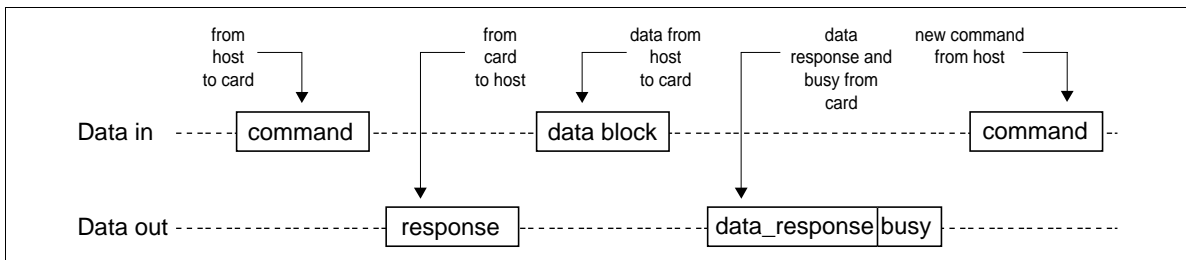 from
host
to card
from
card
to host
data from
host
to card
data
response and
busy from
card
new command
from host
Data in
command
data block
command
Data out
response
data_response
busy